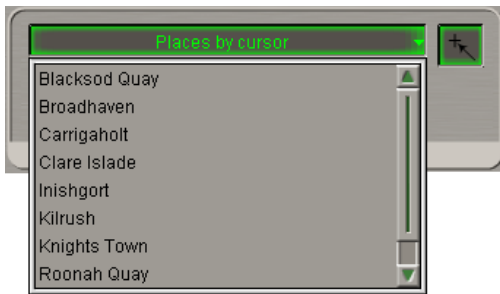 Places by cursor
Blacksod Quay
Broadhaven
Carrigaholt
Clare Islade
Inishgort
Kilrush
Knights Town
Roonah Quay